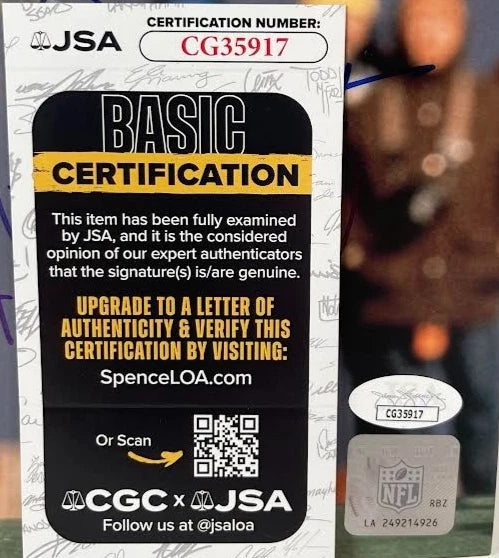 CERTIFICATION NUMBER:
JSA
CG35917
BASIC
CERTIFICATION
This item has been fully examined
by JSA, and it is the considered
opinion of our expert authenticators
that the signature(s) is/are genuine.
UPGRADE TO A LETTER OF
AUTHENTICITY & VERIFY THIS
CERTIFICATION BY VISITING:
SpenceLOA.com
Or Scan
CGC x JSA
Follow us at @jsaloa
CG35917
NFL
RBZ
LA 249214926